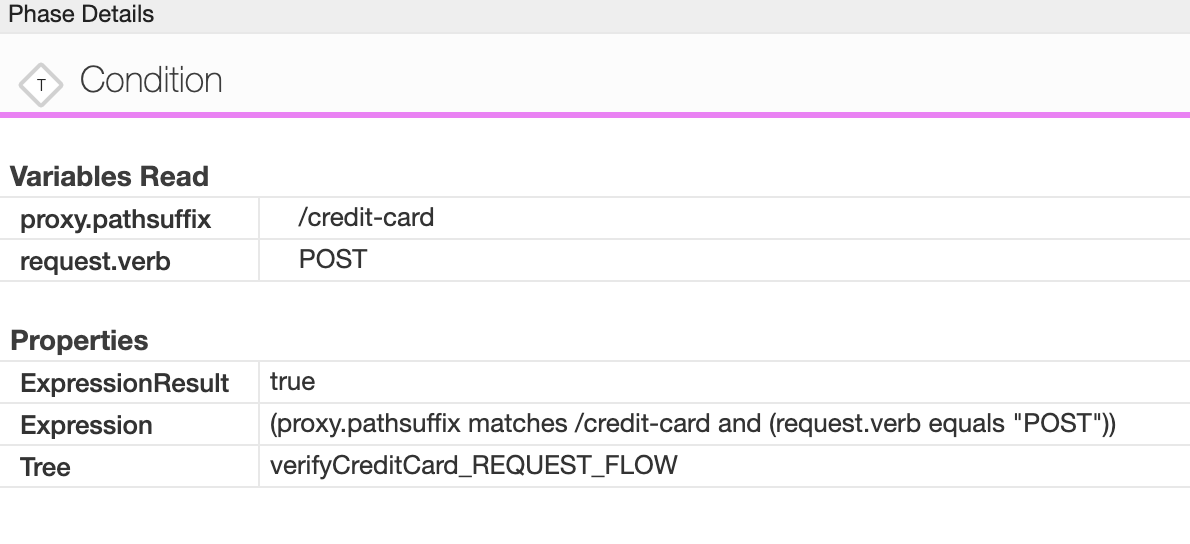 Phase Details
T Condition
Variables Read
proxy.pathsuffix /credit-card
request.verb POST
Properties
ExpressionResult true
Expression (proxy.pathsuffix matches /credit-card and (request.verb equals "POST"))
Tree verifyCreditCard_REQUEST_FLOW